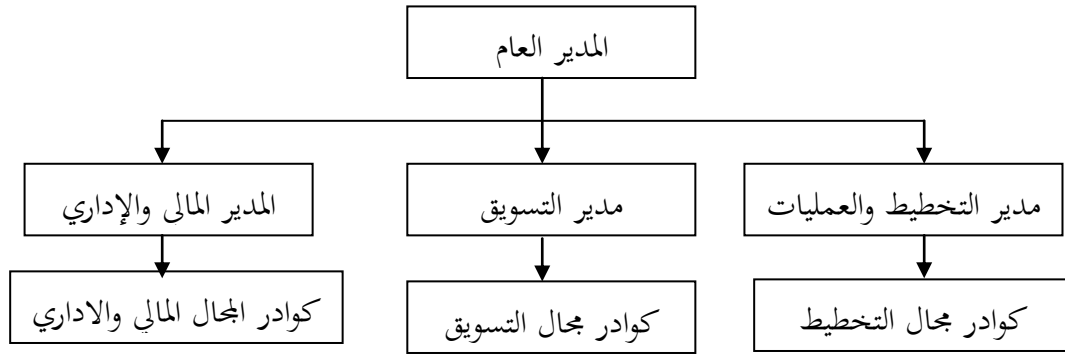 المدير العام
مدير التخطيط والعمليات
مدير التسويق
المدير المالى والإداري
كوادر مجال التخطيط
كوادر مجال التسويق
كوادر المجال المالي والاداري